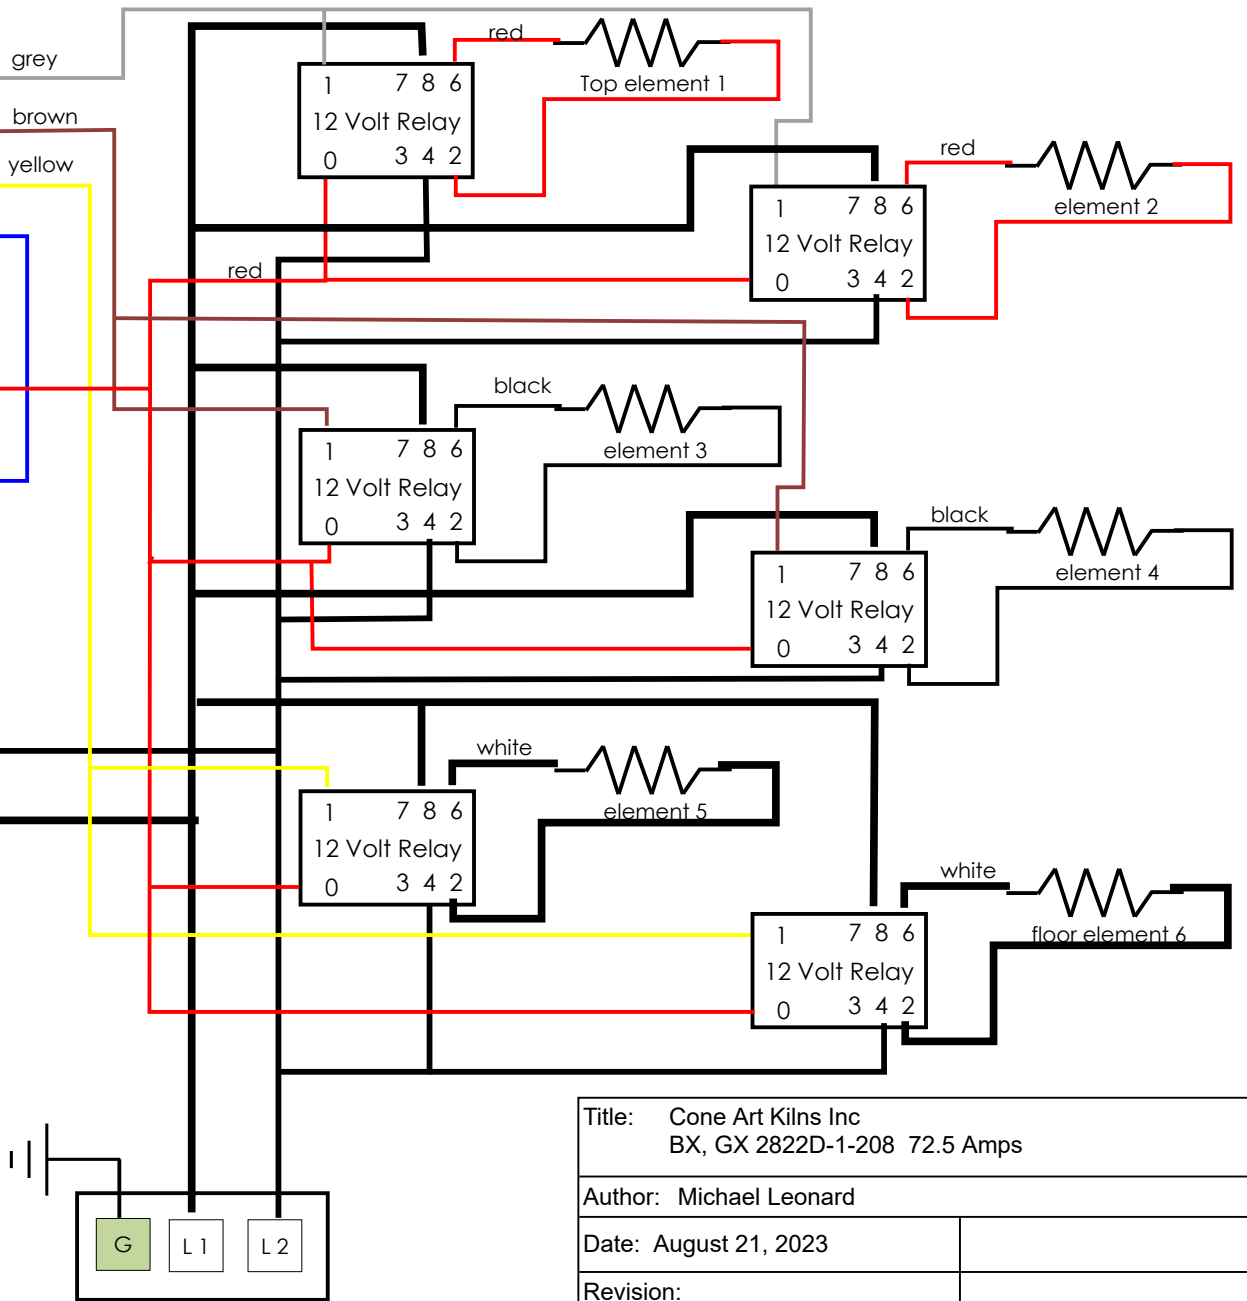 grey
brown
yellow
red
1 7 8 6
12 Volt Relay
0 3 4 2
red
Top element 1
1 7 8 6
12 Volt Relay
0 3 4 2
red
element 2
1 7 8 6
12 Volt Relay
0 3 4 2
black
element 3
1 7 8 6
12 Volt Relay
0 3 4 2
black
element 4
1 7 8 6
12 Volt Relay
0 3 4 2
white
element 5
1 7 8 6
12 Volt Relay
0 3 4 2
white
floor element 6
G L 1 L 2
Title: Cone Art Kilns Inc
BX, GX 2822D-1-208 72.5 Amps
Author: Michael Leonard
Date: August 21, 2023
Revision: